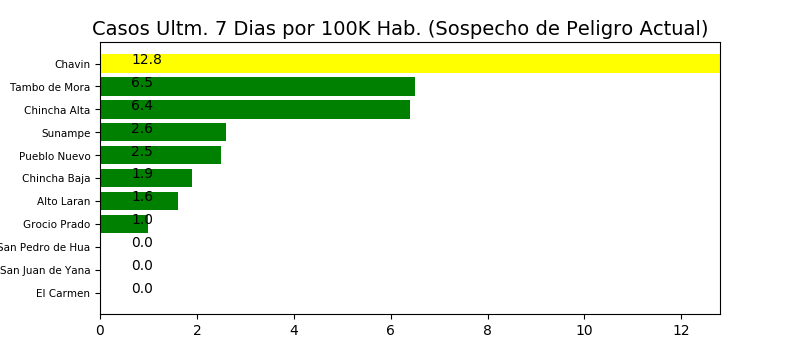 Casos Ultm. 7 Dias por 100K Hab. (Sospecho de Peligro Actual)
Chavin 12.8
Tambo de Mora 6.5
Chincha Alta 6.4
Sunampe 2.6
Pueblo Nuevo 2.5
Chincha Baja 1.9
Alto Laran 1.6
Grocio Prado 1.0
San Pedro de Hua 0.0
San Juan de Yana 0.0
El Carmen 0.0
0 2 4 6 8 10 12